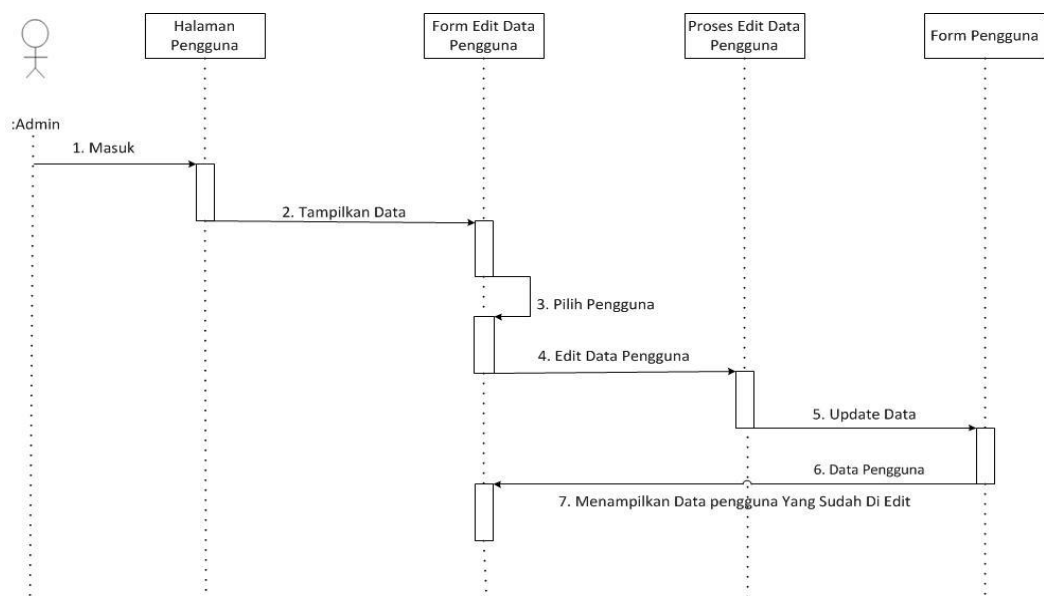 Halaman
Pengguna
Form Edit Data
Pengguna
Proses Edit Data
Pengguna
Form Pengguna
:Admin
1. Masuk
2. Tampilkan Data
3. Pilih Pengguna
4. Edit Data Pengguna
5. Update Data
6. Data Pengguna
7. Menampilkan Data pengguna Yang Sudah Di Edit